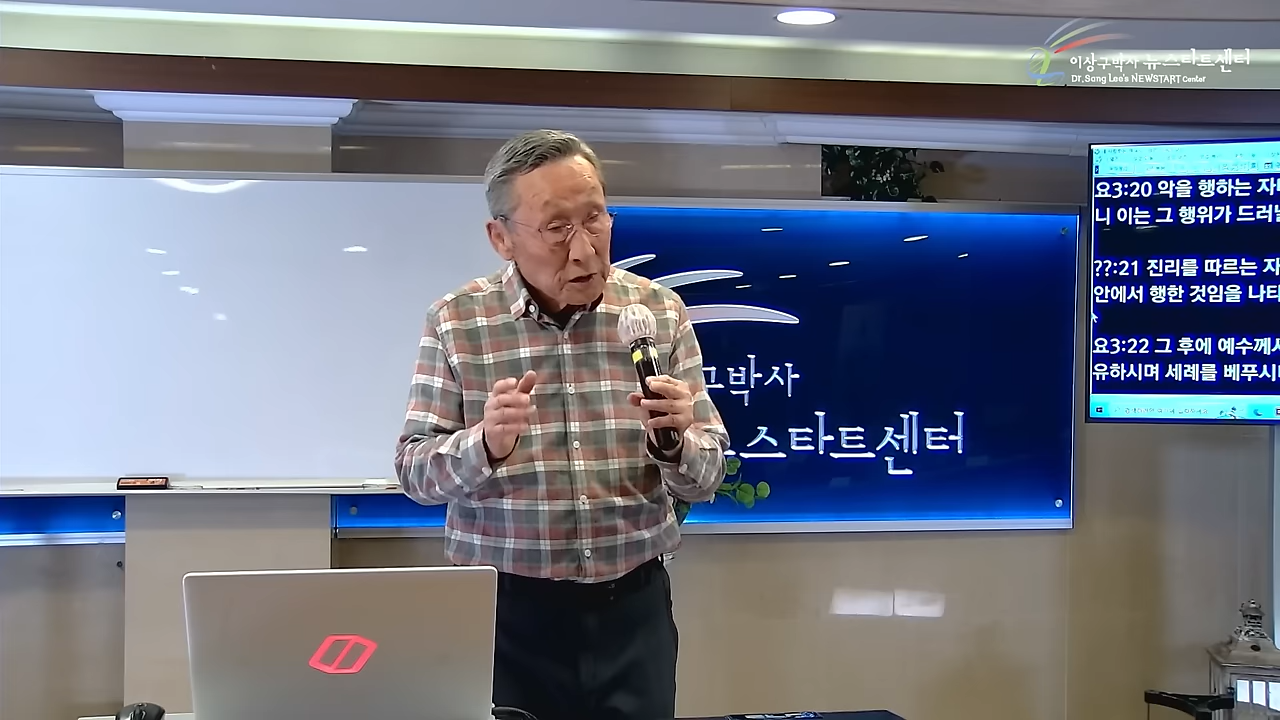 이상구박사 뉴스타트센터
Dr. Sang Lee's NEWSTART Center
요3:20 악을 행하는 자
니 이는 그 행위가 드러
??:21 진리를 따르는 자
안에서 행한 것임을 나타
요3:22 그 후에 예수께서
유하시며 세례를 베푸시
구박사
스타트센터